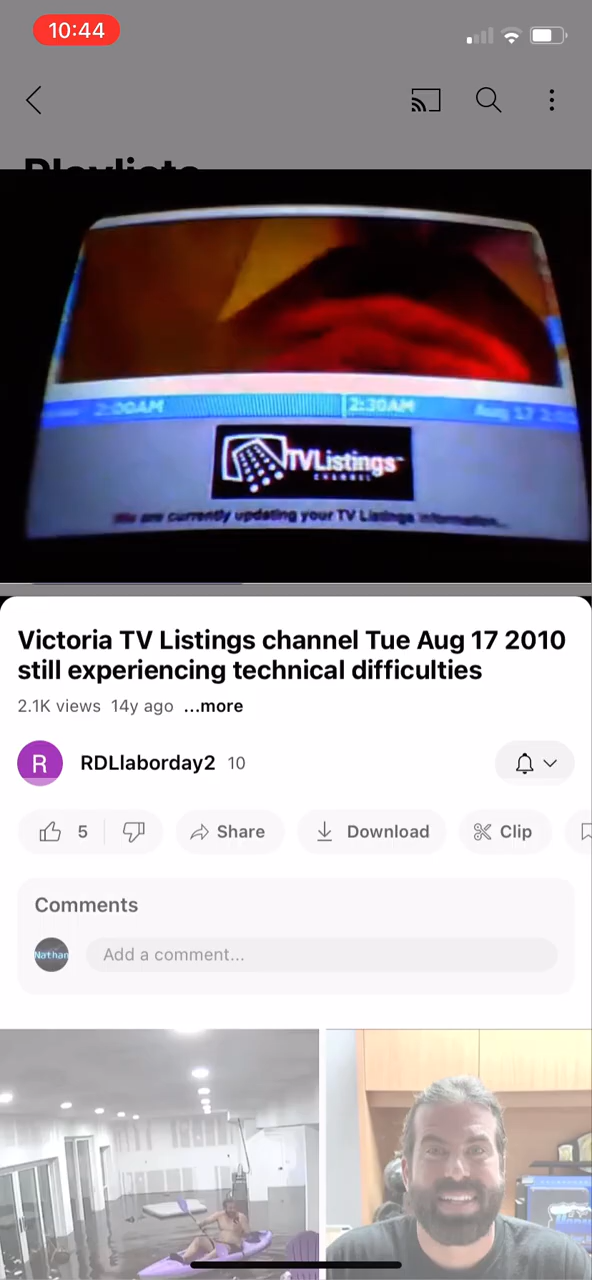 10:44
Playlists
2:00AM
2:30AM
Aug 17
TVListings
CHANNEL
We are currently updating your TV Listings information...
Victoria TV Listings channel Tue Aug 17 2010
still experiencing technical difficulties
2.1K views 14y ago ...more
R
RDLlaborday2 10
5
Share
Download
Clip
Comments
Nathan
Add a comment...